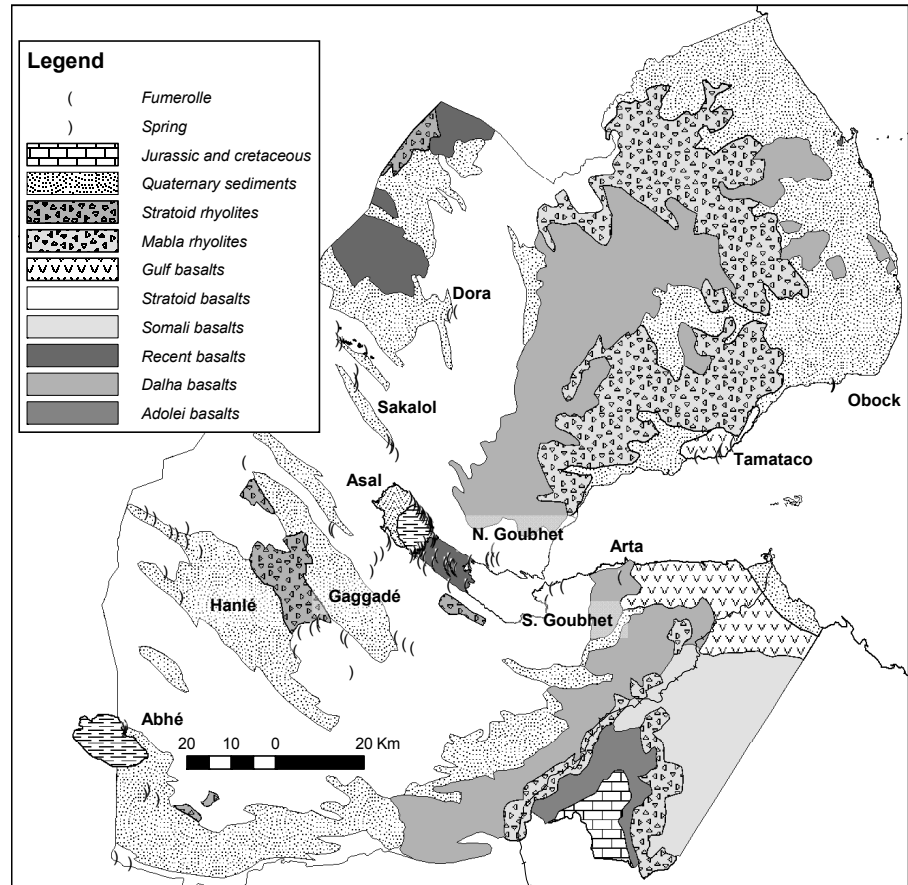 Legend
Fumerolle
Spring
Jurassic and cretaceous
Quaternary sediments
Stratoid rhyolites
Mabla rhyolites
Gulf basalts
Stratoid basalts
Somali basalts
Recent basalts
Dalha basalts
Adolei basalts
Dora
Sakalol
Obock
Tamataco
Asal
N. Goubhet
Arta
Hanlé
Gaggadé
S. Goubhet
Abhé
20 10 0 20 Km